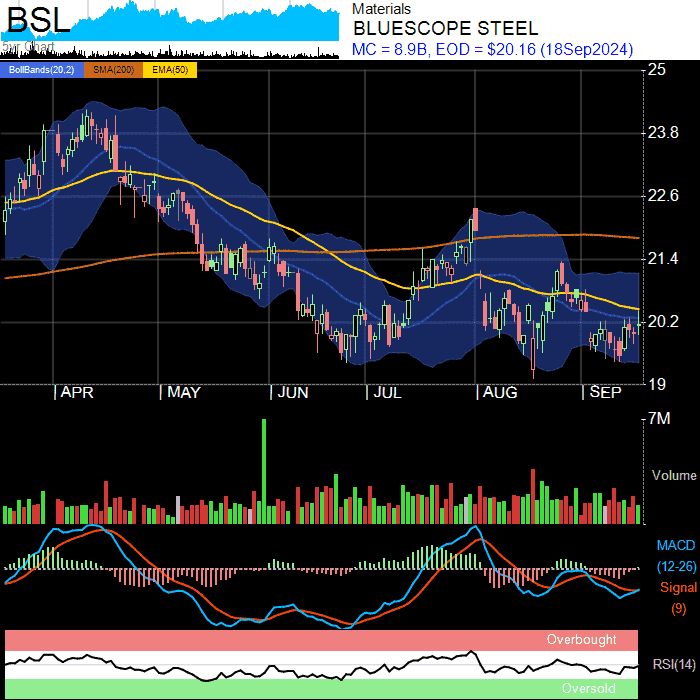 BSL
Materials
BLUESCOPE STEEL
MC = 8.9B, EOD = $20.16 (18Sep2024)
BollBands(20,2) SMA(200) EMA(50)
25
23.8
22.6
21.4
20.2
19
APR MAY JUN JUL AUG SEP
7M
Volume
MACD
(12-26)
Signal
(9)
Overbought
RSI(14)
Oversold